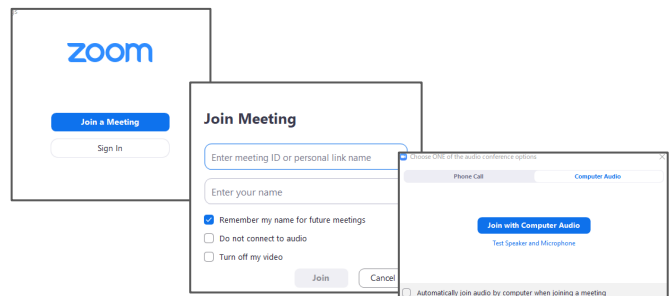 zoom
Join a Meeting
Sign In
Join Meeting
Enter meeting ID or personal link name
Enter your name
Remember my name for future meetings
Do not connect to audio
Turn off my video
Join
Cancel
Choose ONE of the audio conference options
Phone Call
Computer Audio
Join with Computer Audio
Test Speaker and Microphone
Automatically join audio by computer when joining a meeting